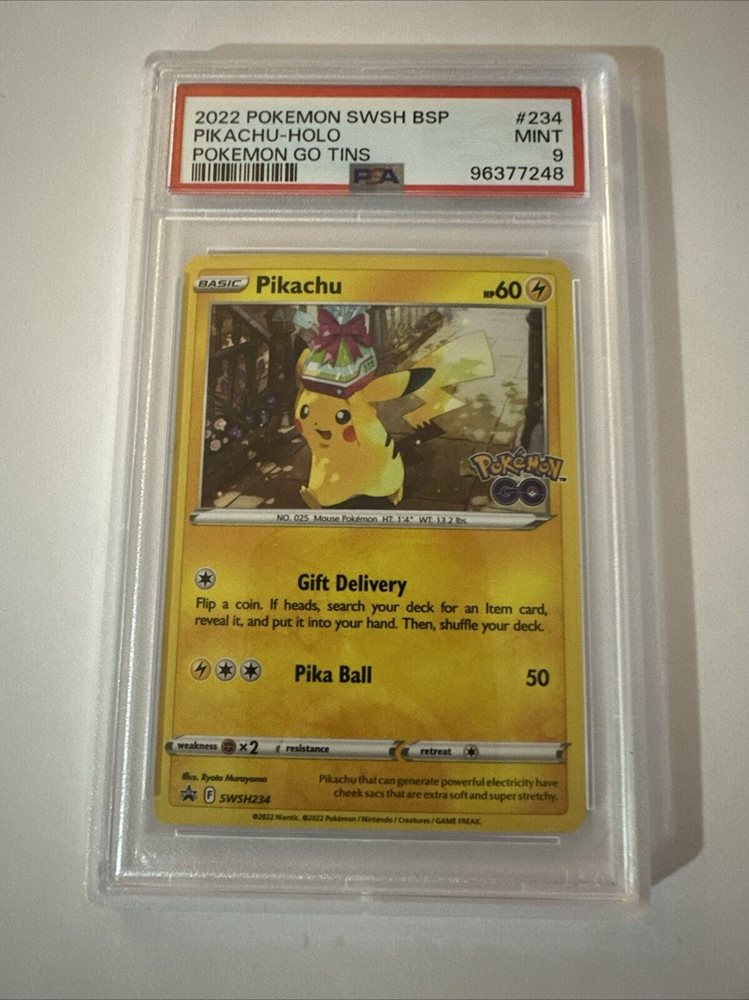 2022 POKEMON SWSH BSP #234
PIKACHU-HOLO MINT
POKEMON GO TINS 9
PSA 96377248
BASIC Pikachu HP60
Pokémon
GO
NO. 025 Mouse Pokémon HT: 1'4" WT: 13.2 lbs.
Gift Delivery
Flip a coin. If heads, search your deck for an Item card,
reveal it, and put it into your hand. Then, shuffle your deck.
Pika Ball 50
weakness ×2 resistance retreat
Illus. Ryota Murayama
Pikachu that can generate powerful electricity have
cheek sacs that are extra soft and super stretchy.
F SWSH234
©2022 Niantic. ©2022 Pokémon / Nintendo / Creatures / GAME FREAK.